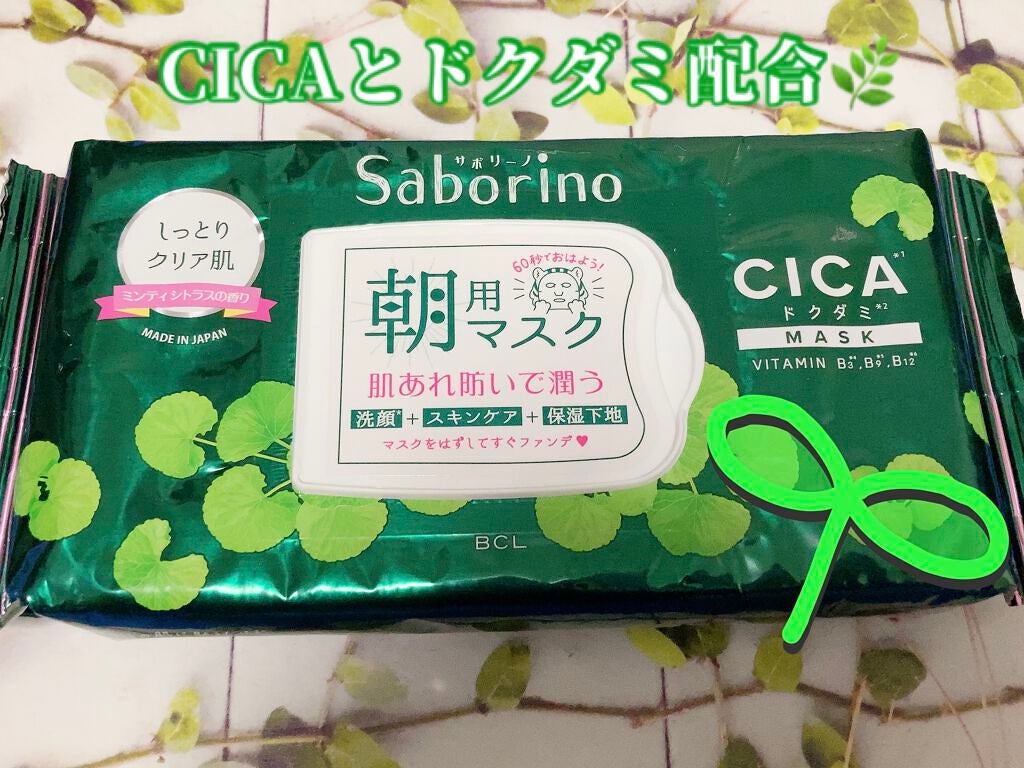 CICAとドクダミ配合
サボリーノ
Saborino
しっとり
クリア肌
ミンティシトラスの香り
MADE IN JAPAN
60秒でおはよう!
朝用マスク
肌あれ防いで潤う
洗顔* + スキンケア + 保湿下地
マスクをはずしてすぐファンデ♥
CICA*1
ドクダミ*2
MASK
VITAMIN B3,B9,B12
BCL